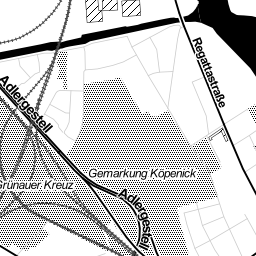 Regattastraße
Adlergestell
Gemarkung Köpenick
Grünauer Kreuz
Adlergestell